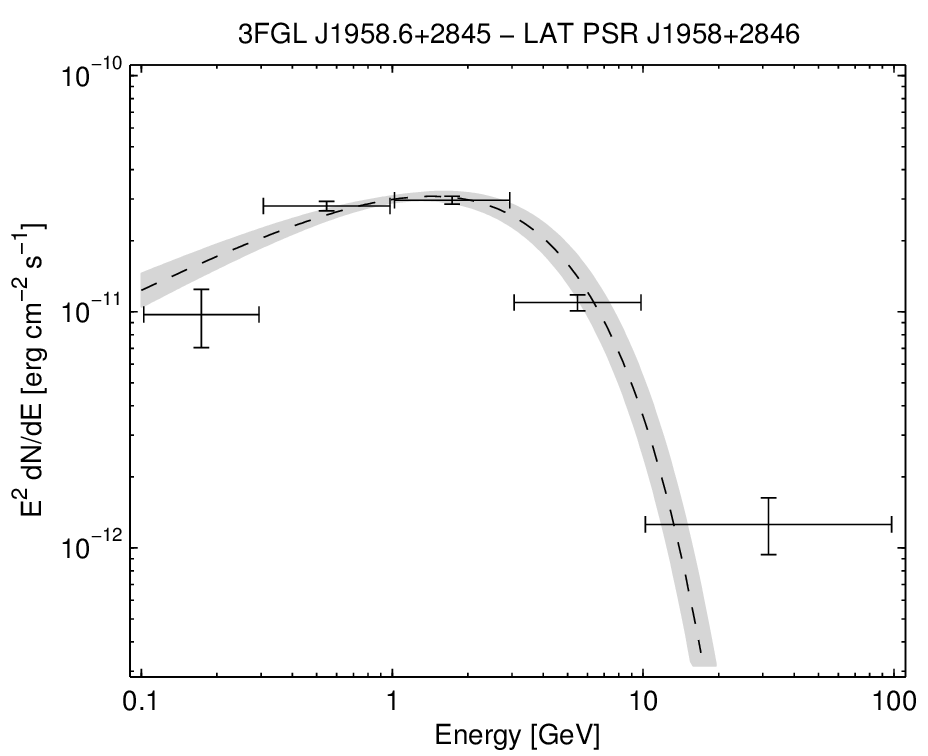 3FGL J1958.6+2845 − LAT PSR J1958+2846
10⁻¹⁰
10⁻¹¹
10⁻¹²
E² dN/dE [erg cm⁻² s⁻¹]
0.1 1 10 100
Energy [GeV]